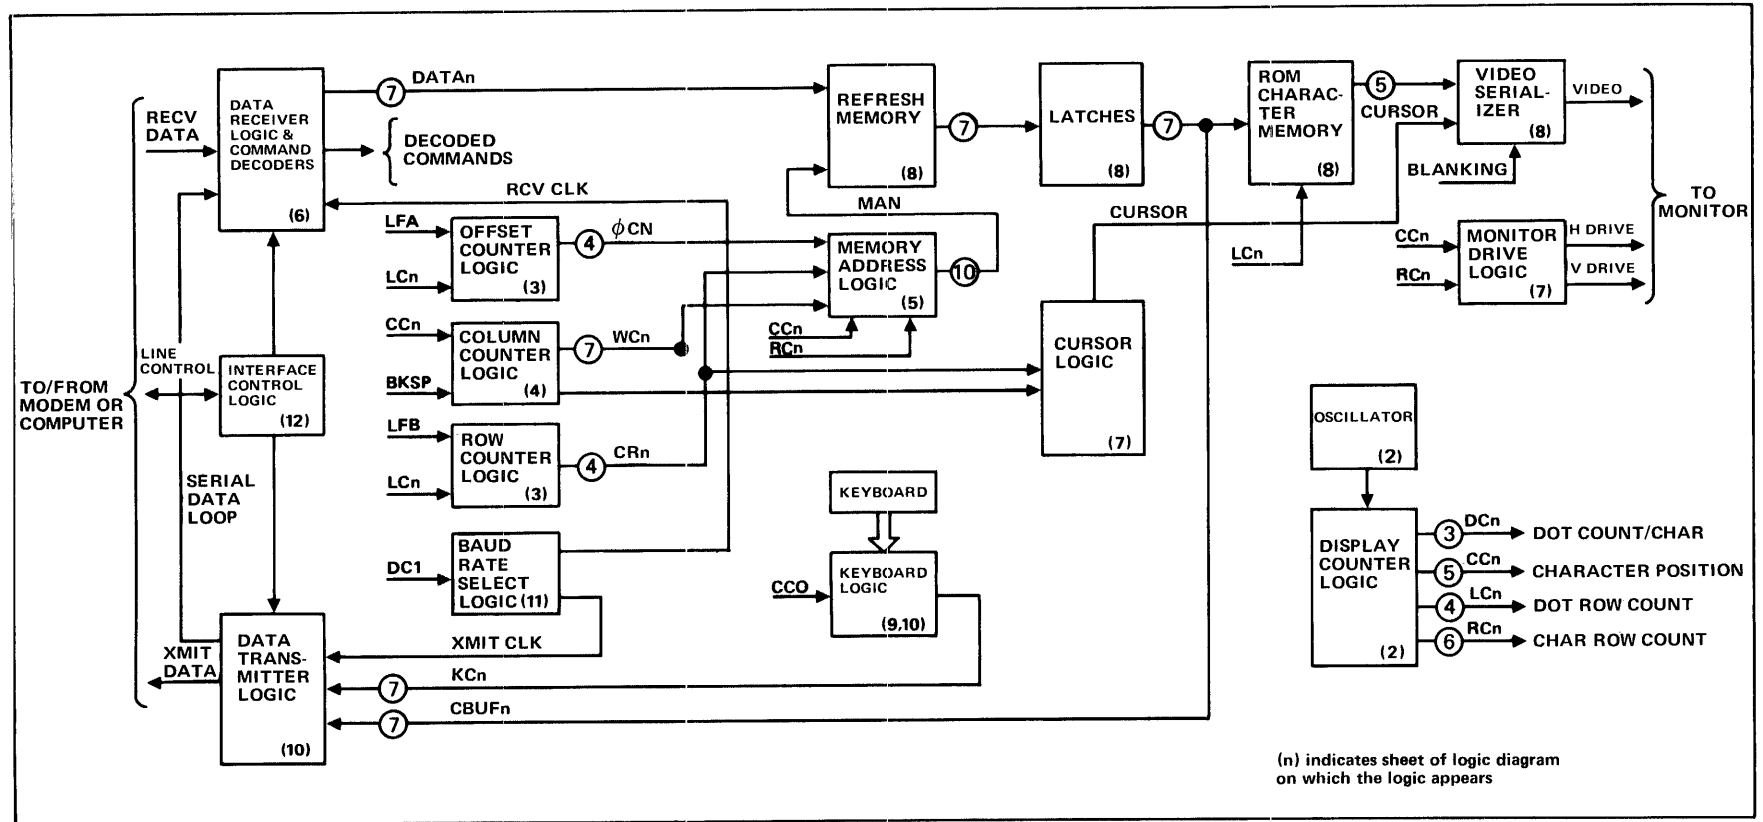 RECV
DATA
DATA
RECEIVER
LOGIC &
COMMAND
DECODERS
(6)
7
DATAn
DECODED
COMMANDS
RCV CLK
REFRESH
MEMORY
(8)
7
LATCHES
(8)
7
ROM
CHARAC-
TER
MEMORY
(8)
5
CURSOR
VIDEO
SERIAL-
IZER
(8)
VIDEO
BLANKING
TO
MONITOR
LFA
LCn
OFFSET
COUNTER
LOGIC
(3)
4
ϕCN
MAN
MEMORY
ADDRESS
LOGIC
(5)
10
CCn
RCn
CURSOR
LCn
CCn
RCn
MONITOR
DRIVE
LOGIC
(7)
H DRIVE
V DRIVE
CCn
BKSP
COLUMN
COUNTER
LOGIC
(4)
7
WCn
CURSOR
LOGIC
(7)
TO/FROM
MODEM OR
COMPUTER
LINE
CONTROL
INTERFACE
CONTROL
LOGIC
(12)
LFB
LCn
ROW
COUNTER
LOGIC
(3)
4
CRn
SERIAL
DATA
LOOP
DC1
BAUD
RATE
SELECT
LOGIC (11)
XMIT CLK
KEYBOARD
CCO
KEYBOARD
LOGIC
(9,10)
OSCILLATOR
(2)
DISPLAY
COUNTER
LOGIC
(2)
3
DCn
DOT COUNT/CHAR
5
CCn
CHARACTER POSITION
4
LCn
DOT ROW COUNT
6
RCn
CHAR ROW COUNT
XMIT
DATA
DATA
TRANS-
MITTER
LOGIC
(10)
7
KCn
7
CBUFn
(n) indicates sheet of logic diagram
on which the logic appears